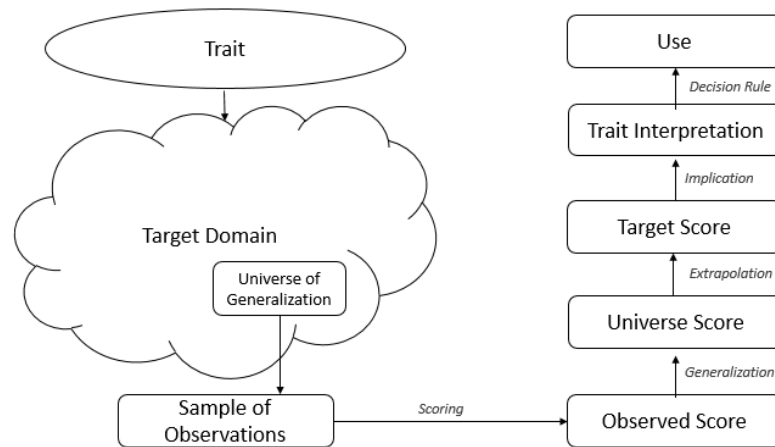 Trait
Target Domain
Universe of
Generalization
Sample of
Observations
Scoring
Observed Score
Generalization
Universe Score
Extrapolation
Target Score
Implication
Trait Interpretation
Decision Rule
Use